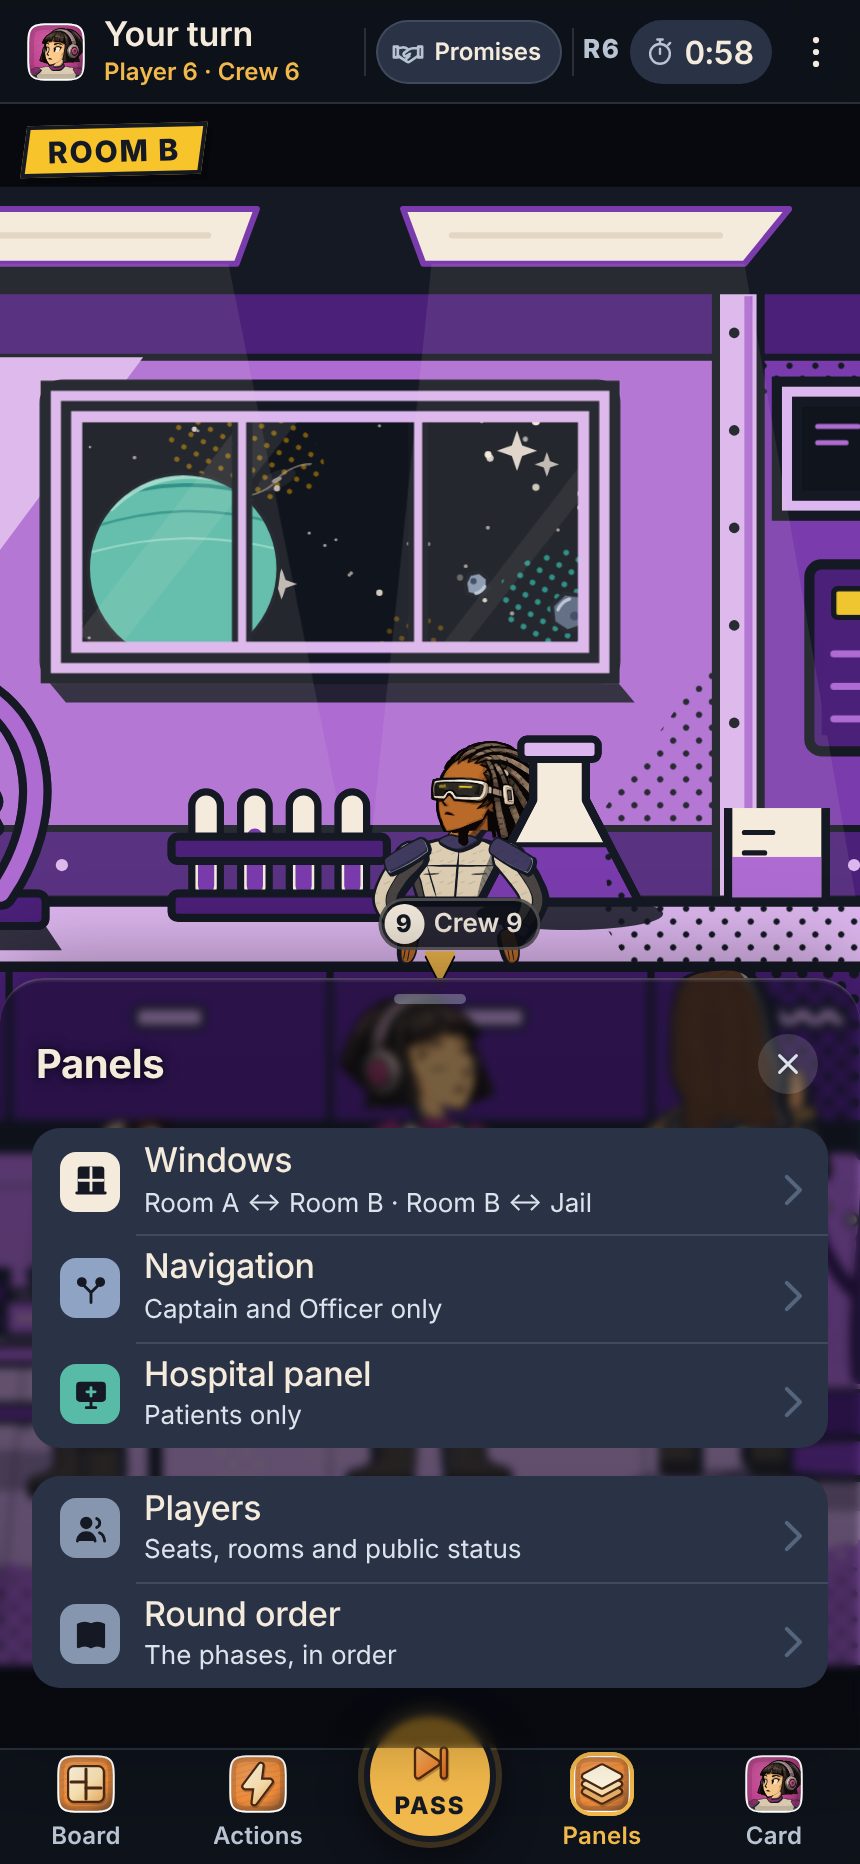 Your turn
Player 6 · Crew 6
Promises
R6
0:58
ROOM B
9 Crew 9
Panels
Windows
Room A ↔ Room B · Room B ↔ Jail
Navigation
Captain and Officer only
Hospital panel
Patients only
Players
Seats, rooms and public status
Round order
The phases, in order
Board
Actions
PASS
Panels
Card